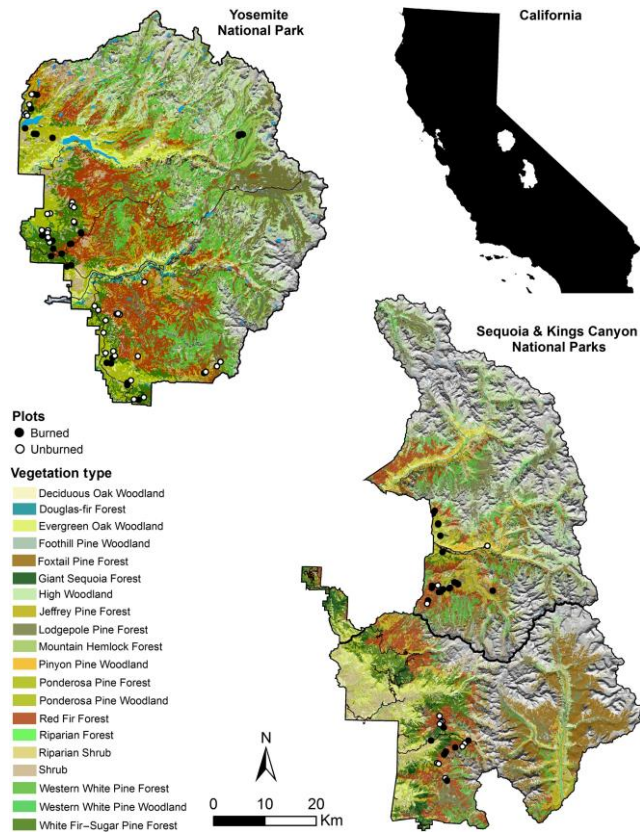 Yosemite
National Park
California
Sequoia & Kings Canyon
National Parks
Plots
Burned
Unburned
Vegetation type
Deciduous Oak Woodland
Douglas-fir Forest
Evergreen Oak Woodland
Foothill Pine Woodland
Foxtail Pine Forest
Giant Sequoia Forest
High Woodland
Jeffrey Pine Forest
Lodgepole Pine Forest
Mountain Hemlock Forest
Pinyon Pine Woodland
Ponderosa Pine Forest
Ponderosa Pine Woodland
Red Fir Forest
Riparian Forest
Riparian Shrub
Shrub
Western White Pine Forest
Western White Pine Woodland
White Fir-Sugar Pine Forest
N
0 10 20
Km